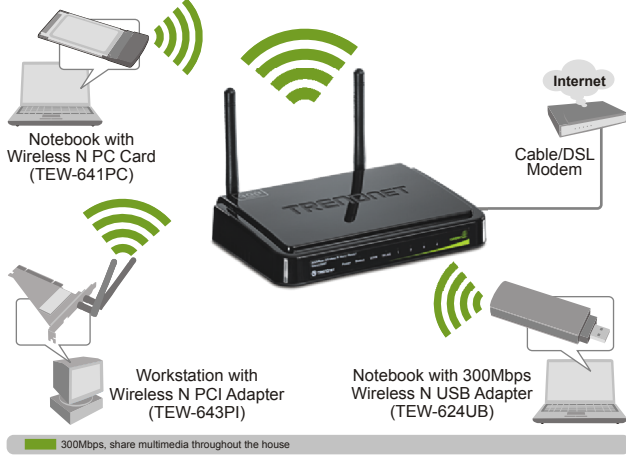 Internet
Cable/DSL
Modem
Notebook with
Wireless N PC Card
(TEW-641PC)
TRENDNET
TRENDNET
Workstation with
Wireless N PCI Adapter
(TEW-643PI)
Notebook with 300Mbps
Wireless N USB Adapter
(TEW-624UB)
300Mbps, share multimedia throughout the house